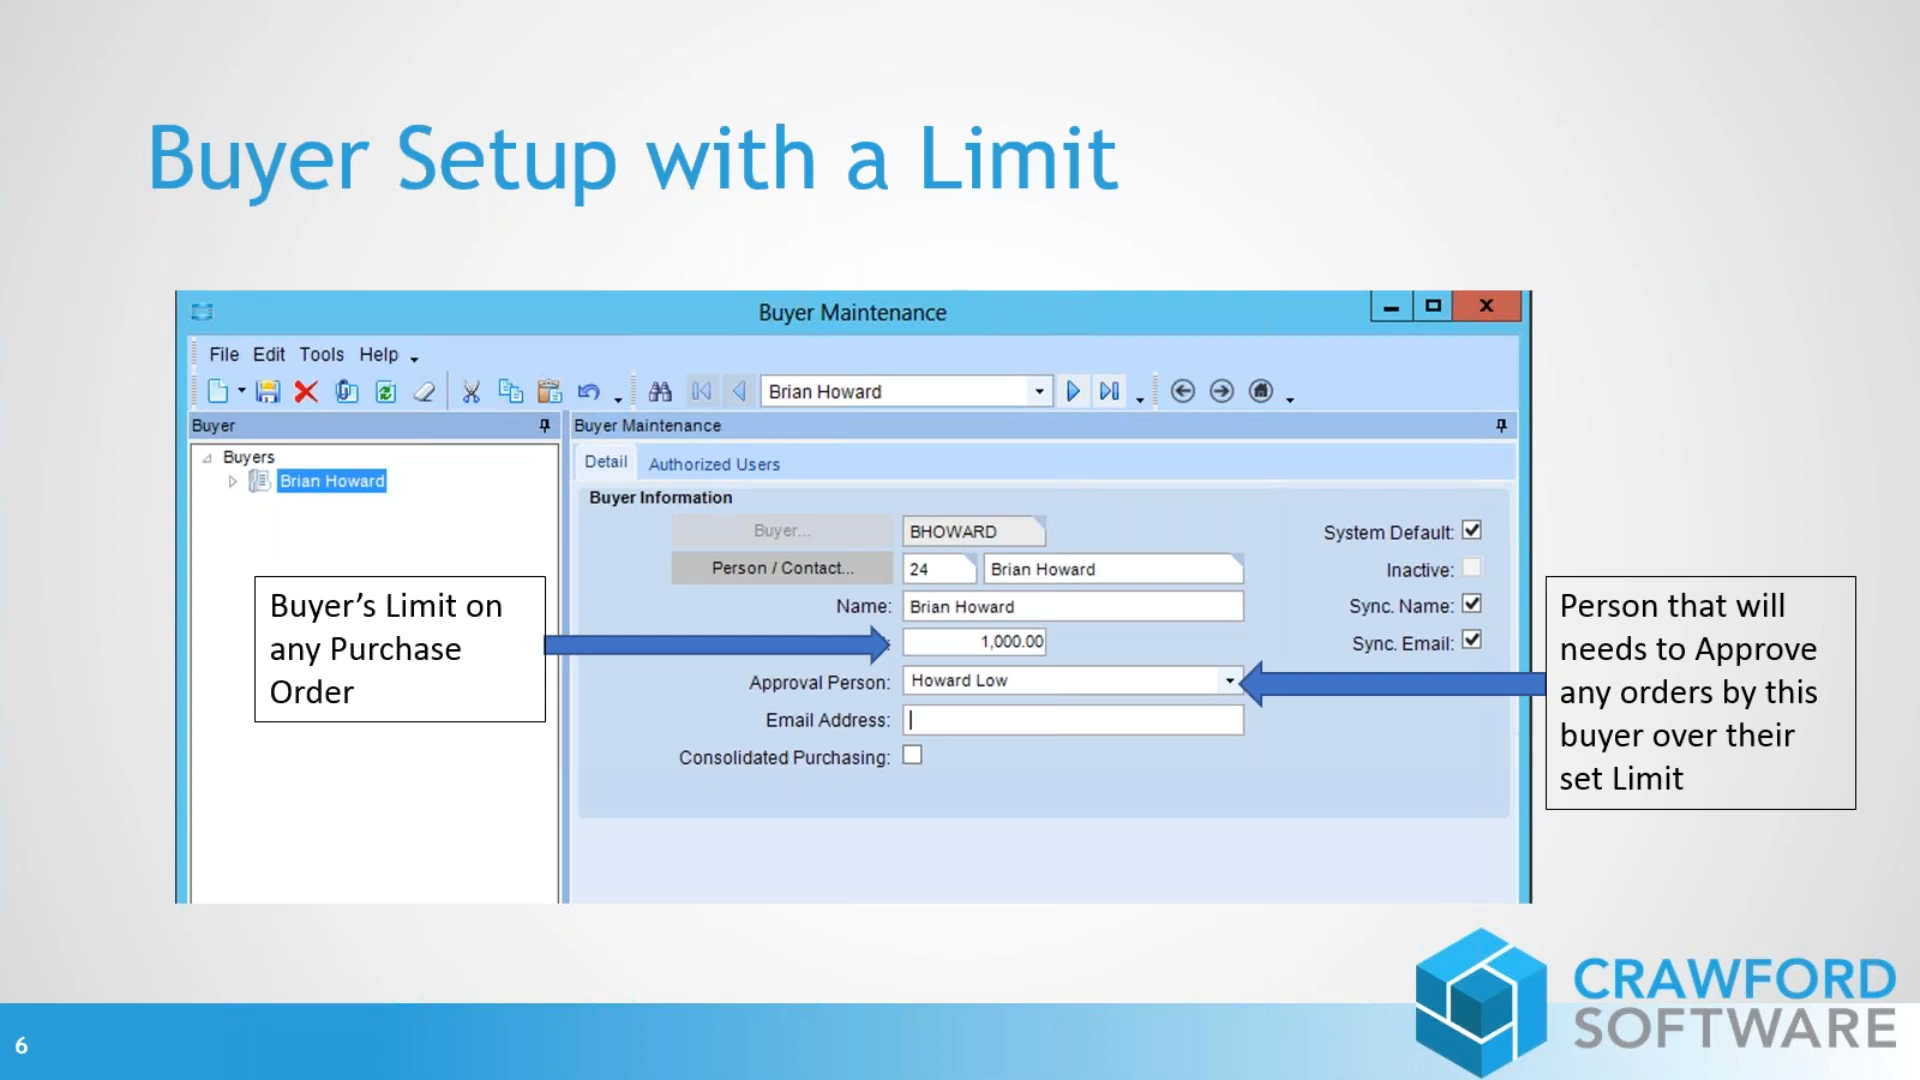 Buyer Setup with a Limit
Buyer Maintenance
X
File Edit Tools Help
Brian Howard
Buyer
Buyer Maintenance
Buyers
Brian Howard
Detail Authorized Users
Buyer Information
Buyer... BHOWARD System Default:
Person / Contact... 24 Brian Howard Inactive:
Name: Brian Howard Sync. Name:
1,000.00 Sync. Email:
Approval Person: Howard Low
Email Address:
Consolidated Purchasing:
Buyer’s Limit on
any Purchase
Order
Person that will
needs to Approve
any orders by this
buyer over their
set Limit
6
CRAWFORD
SOFTWARE